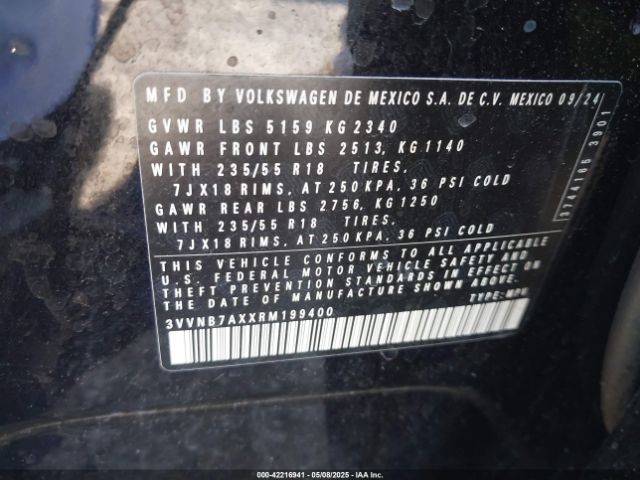 MFD BY VOLKSWAGEN DE MEXICO S.A. DE C.V. MEXICO 09/24
GVWR LBS 5159 KG 2340
GAWR FRONT LBS 2513, KG 1140
WITH 235/55 R18 TIRES,
7JX18 RIMS, AT 250 KPA, 36 PSI COLD
GAWR REAR LBS 2756, KG 1250
WITH 235/55 R18 TIRES,
7JX18 RIMS, AT 250 KPA, 36 PSI COLD
THIS VEHICLE CONFORMS TO ALL APPLICABLE
U.S. FEDERAL MOTOR VEHICLE SAFETY AND
THEFT PREVENTION STANDARDS IN EFFECT ON
THE DATE OF MANUFACTURE SHOWN ABOVE.
3VVNB7AXXRM199400 TYPE: MPV
3744165 3901
000-42216941 - 05/08/2025 - IAA Inc.